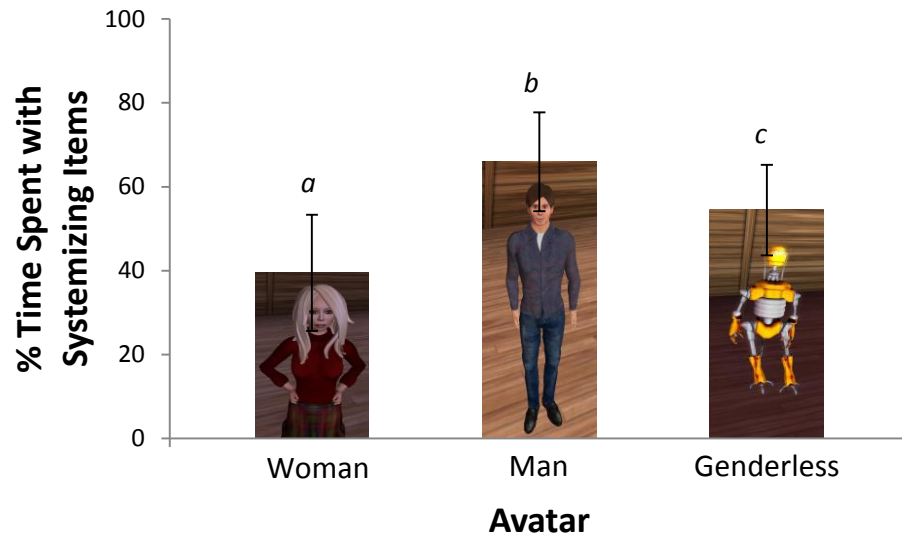 % Time Spent with
Systemizing Items
100
80
60
40
20
0
a
b
c
Woman
Man
Genderless
Avatar